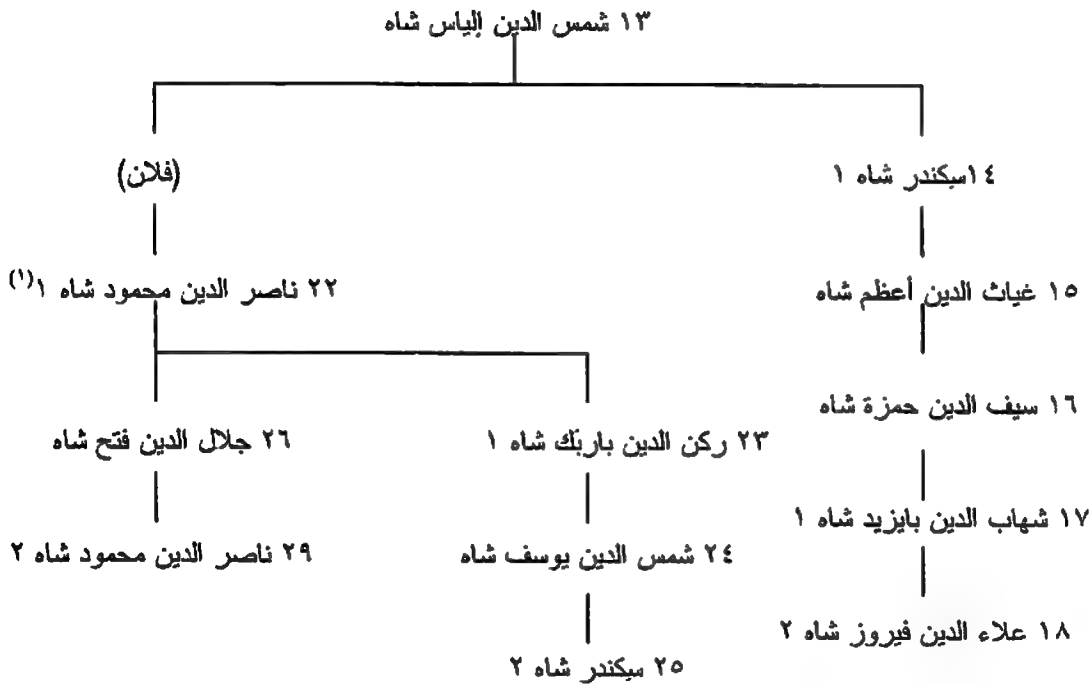 ١٣ شمس الدين إلياس شاه
١٤ سيكندر شاه ١
(فلان)
١٥ غياث الدين أعظم شاه
٢٢ ناصر الدين محمود شاه ١(١)
١٦ سيف الدين حمزة شاه
٢٣ ركن الدين باربك شاه ١
٢٦ جلال الدين فتح شاه
١٧ شهاب الدين بايزيد شاه ١
٢٤ شمس الدين يوسف شاه
٢٩ ناصر الدين محمود شاه ٢
١٨ علاء الدين فيروز شاه ٢
٢٥ سيكندر شاه ٢